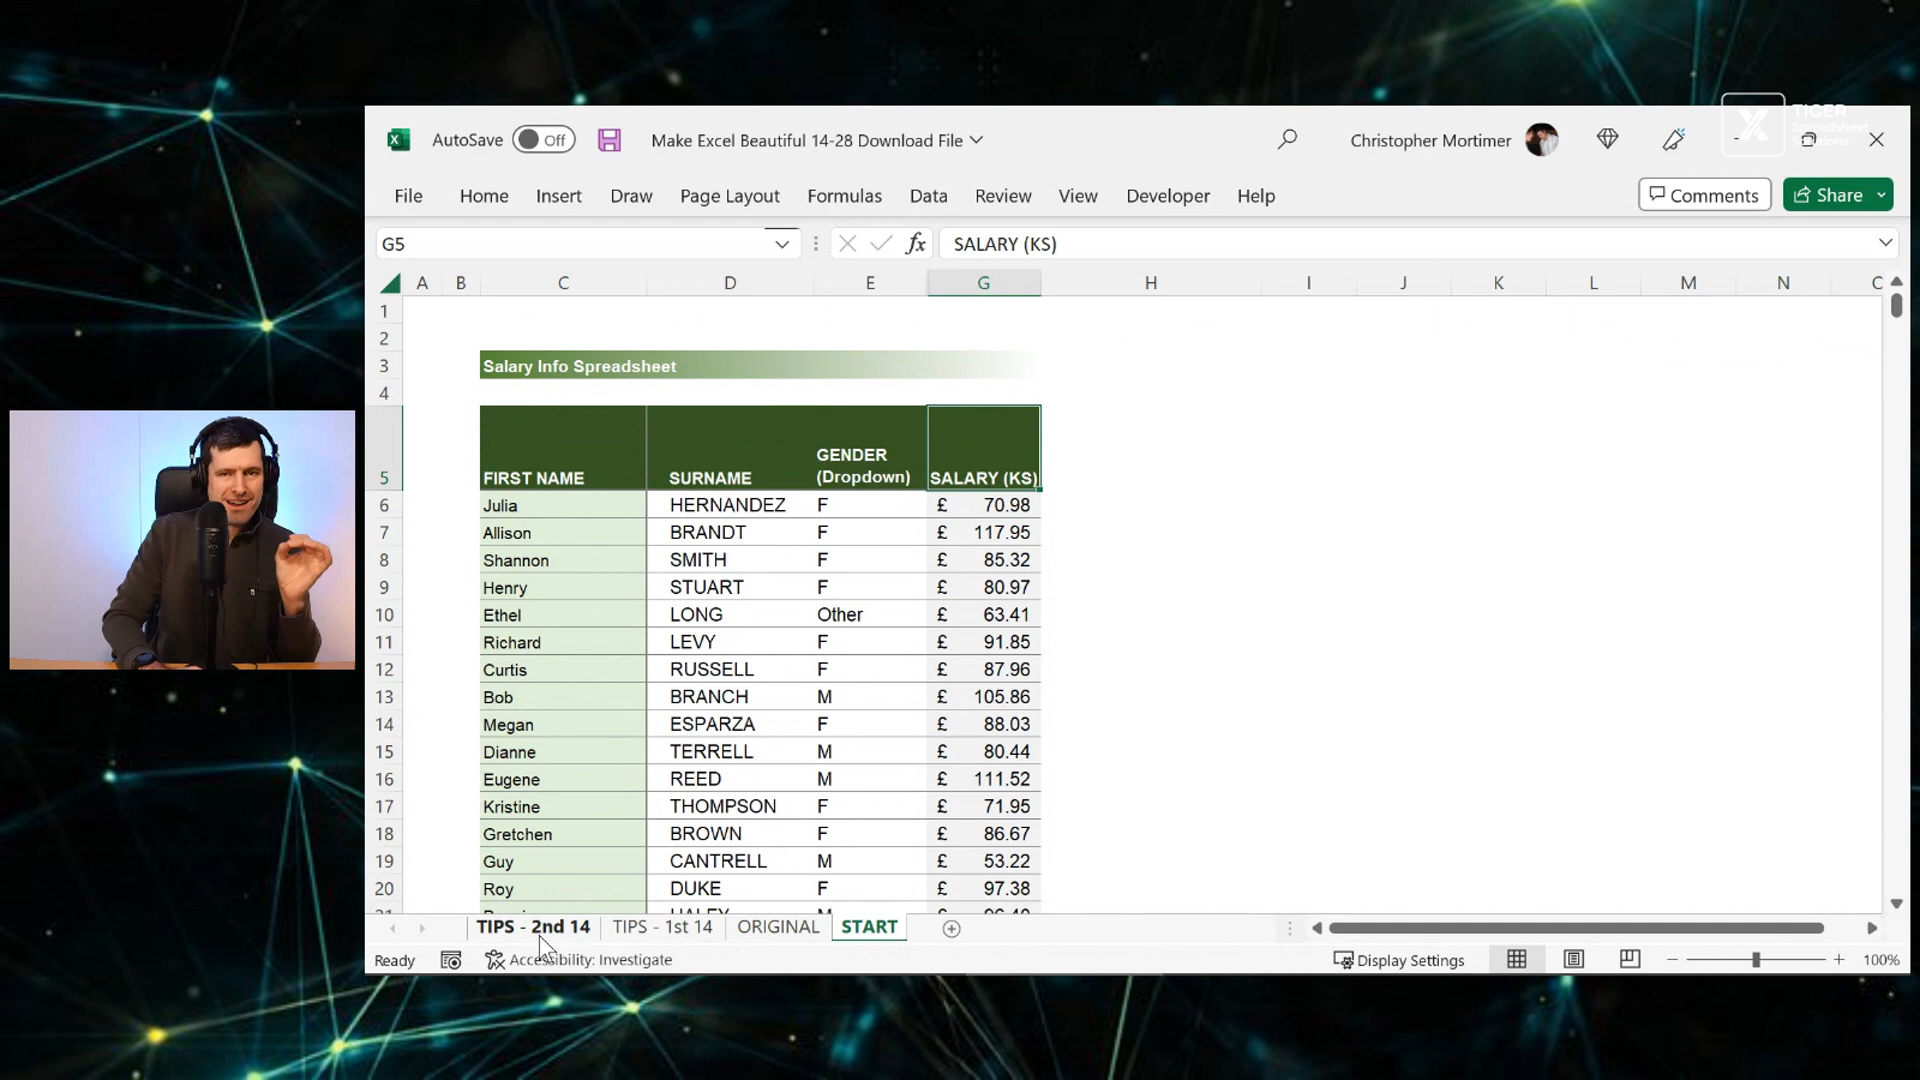 TIGER
Spreadsheet
Solutions
AutoSave Off Make Excel Beautiful 14-28 Download File Christopher Mortimer
File Home Insert Draw Page Layout Formulas Data Review View Developer Help Comments Share
G5 fx SALARY (KS)
A B C D E G H I J K L M N C
1
2
3 Salary Info Spreadsheet
4
5 FIRST NAME SURNAME GENDER (Dropdown) SALARY (KS)
6 Julia HERNANDEZ F £ 70.98
7 Allison BRANDT F £ 117.95
8 Shannon SMITH F £ 85.32
9 Henry STUART F £ 80.97
10 Ethel LONG Other £ 63.41
11 Richard LEVY F £ 91.85
12 Curtis RUSSELL F £ 87.96
13 Bob BRANCH M £ 105.86
14 Megan ESPARZA F £ 88.03
15 Dianne TERRELL M £ 80.44
16 Eugene REED M £ 111.52
17 Kristine THOMPSON F £ 71.95
18 Gretchen BROWN F £ 86.67
19 Guy CANTRELL M £ 53.22
20 Roy DUKE F £ 97.38
TIPS - 2nd 14 TIPS - 1st 14 ORIGINAL START
Ready Accessibility: Investigate Display Settings 100%